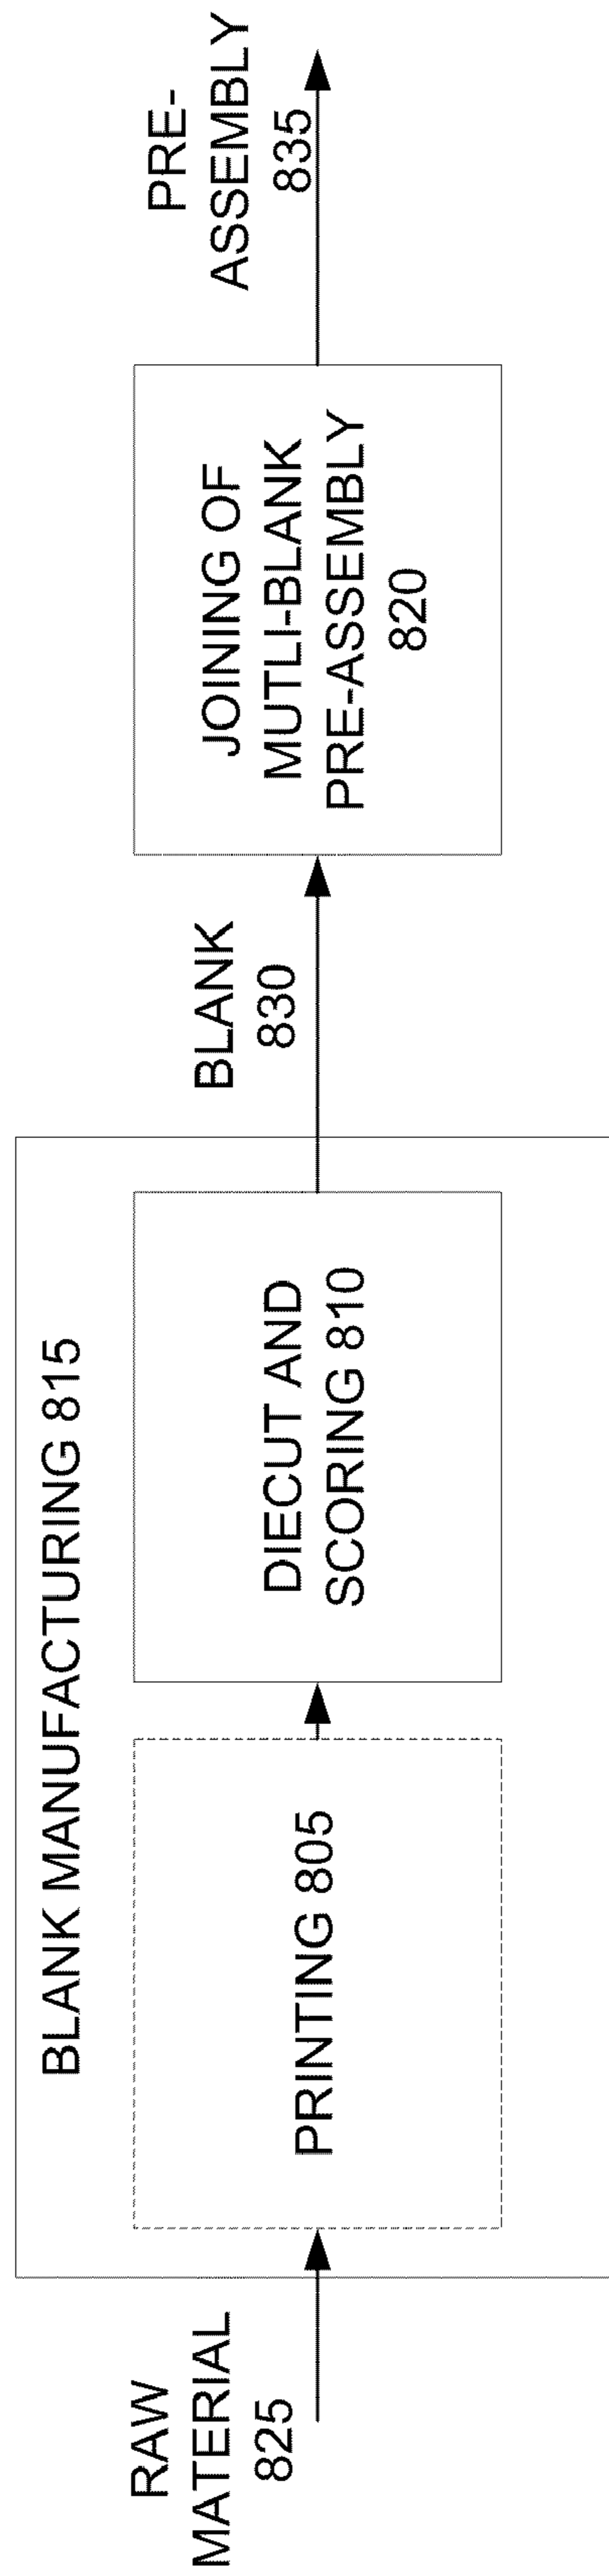 RAW
MATERIAL
825
BLANK MANUFACTURING 815
PRINTING 805
DIECUT AND
SCORING 810
BLANK
830
JOINING OF
MUTLI-BLANK
PRE-ASSEMBLY
820
PRE-
ASSEMBLY
835